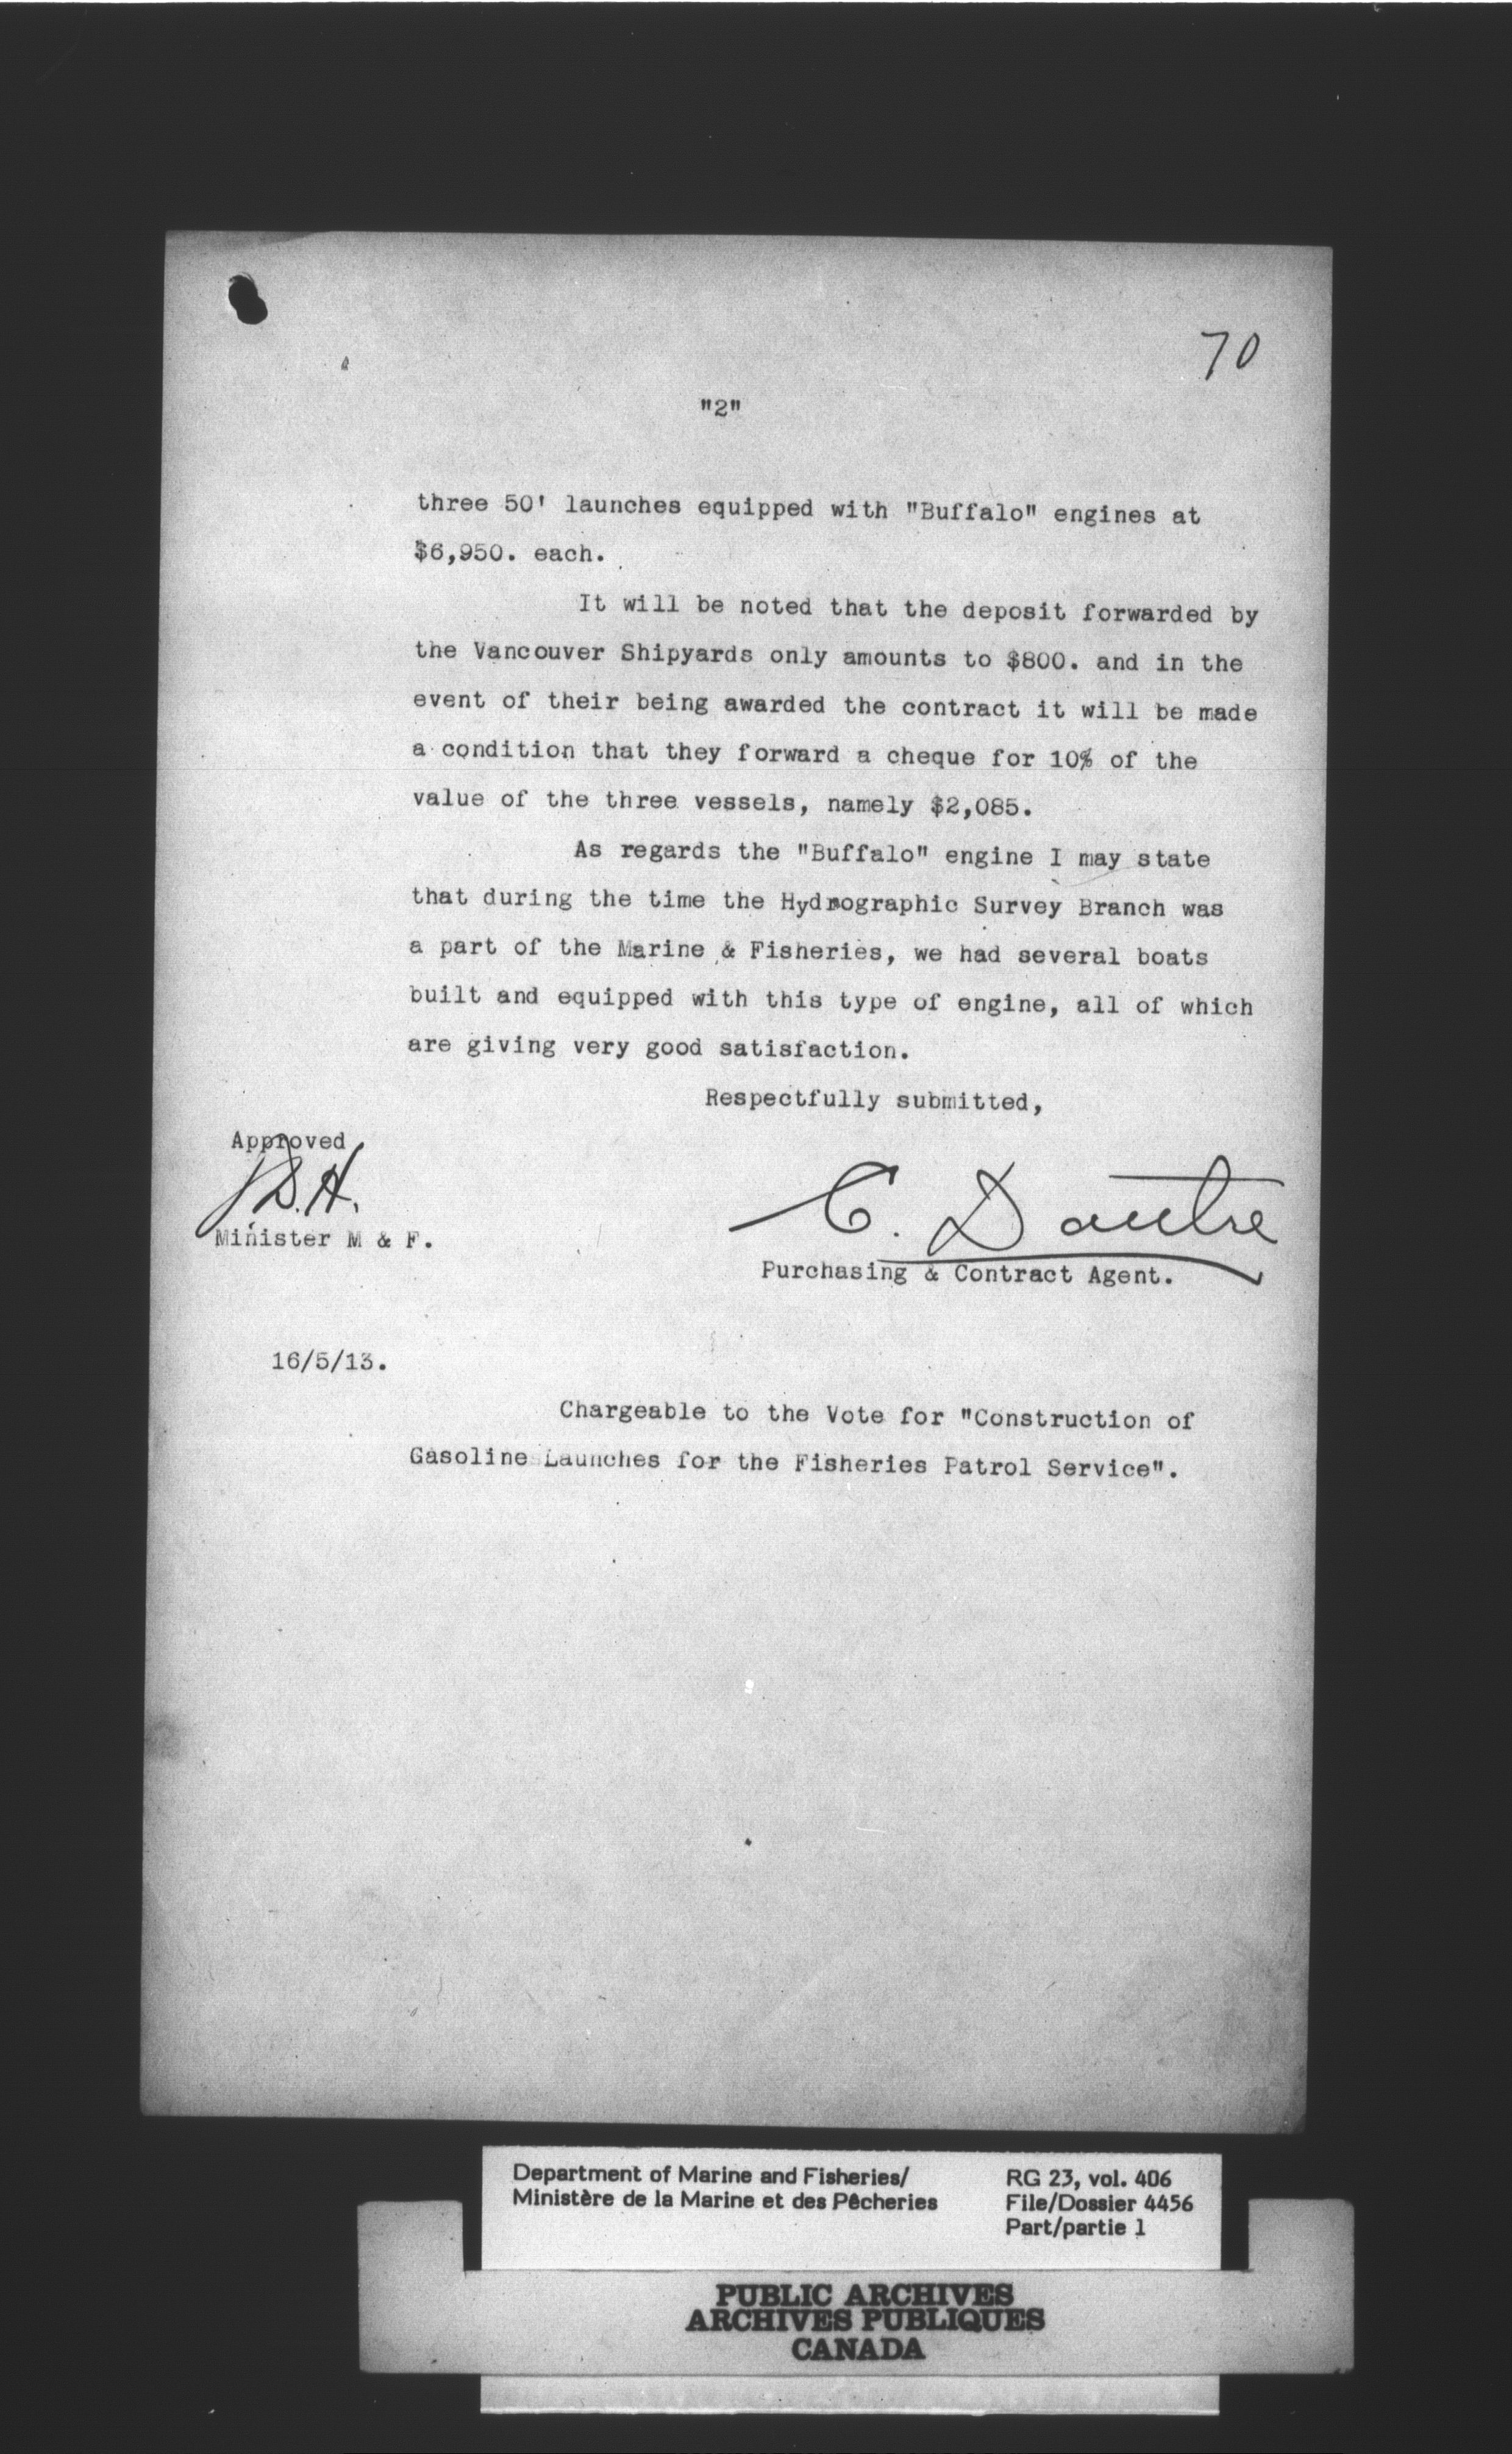 70
"2"
three 50' launches equipped with "Buffalo" engines at
$6,950. each.
It will be noted that the deposit forwarded by
the Vancouver Shipyards only amounts to $800. and in the
event of their being awarded the contract it will be made
a condition that they forward a cheque for 10% of the
value of the three vessels, namely $2,085.
As regards the "Buffalo" engine I may state
that during the time the Hydrographic Survey Branch was
a part of the Marine & Fisheries, we had several boats
built and equipped with this type of engine, all of which
are giving very good satisfaction.
Respectfully submitted,
Approved
J.D.H.
Minister M & F.
C. Doutre
Purchasing & Contract Agent.
16/5/13.
Chargeable to the Vote for "Construction of
Gasoline Launches for the Fisheries Patrol Service".
Department of Marine and Fisheries/
Ministère de la Marine et des Pêcheries
RG 23, vol. 406
File/Dossier 4456
Part/partie 1
PUBLIC ARCHIVES
ARCHIVES PUBLIQUES
CANADA